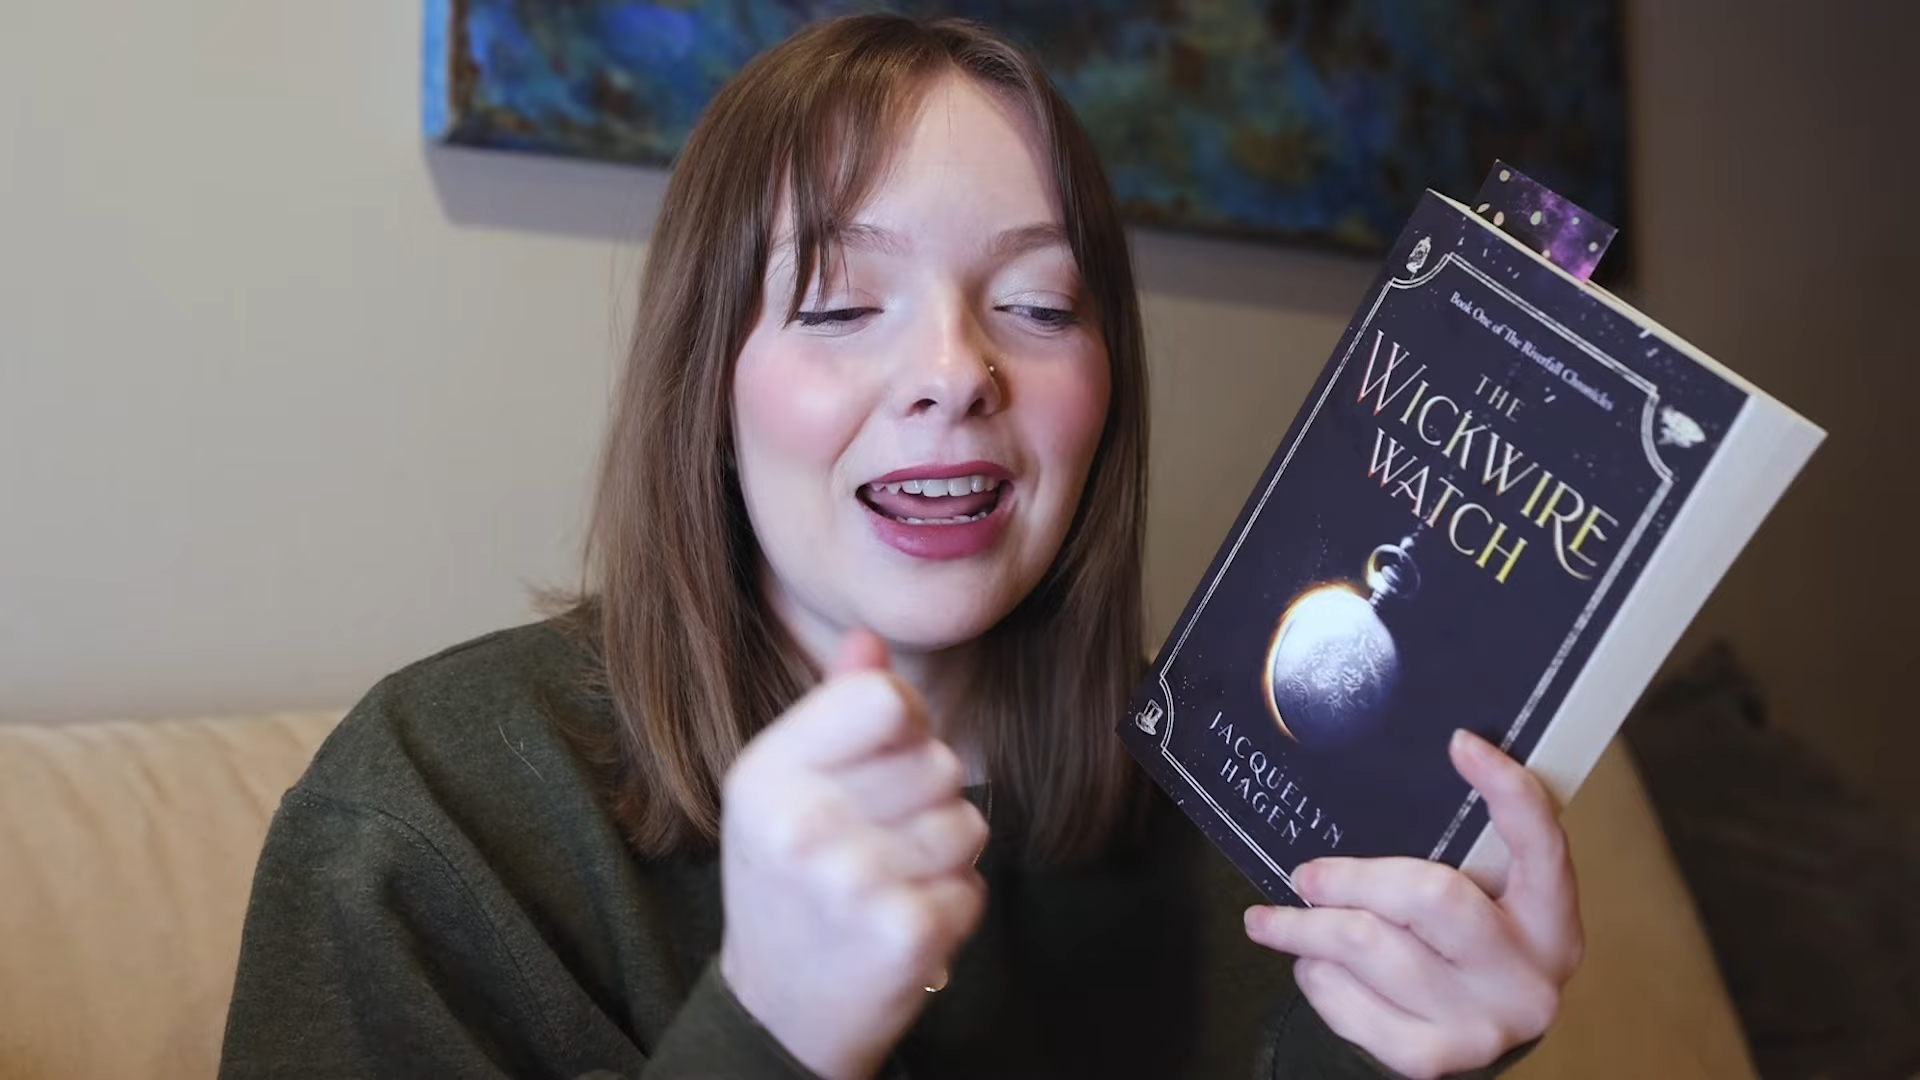 Book One of The Riverfall Chronicles
THE
WICKWIRE
WATCH
JACQUELYN
HAGEN